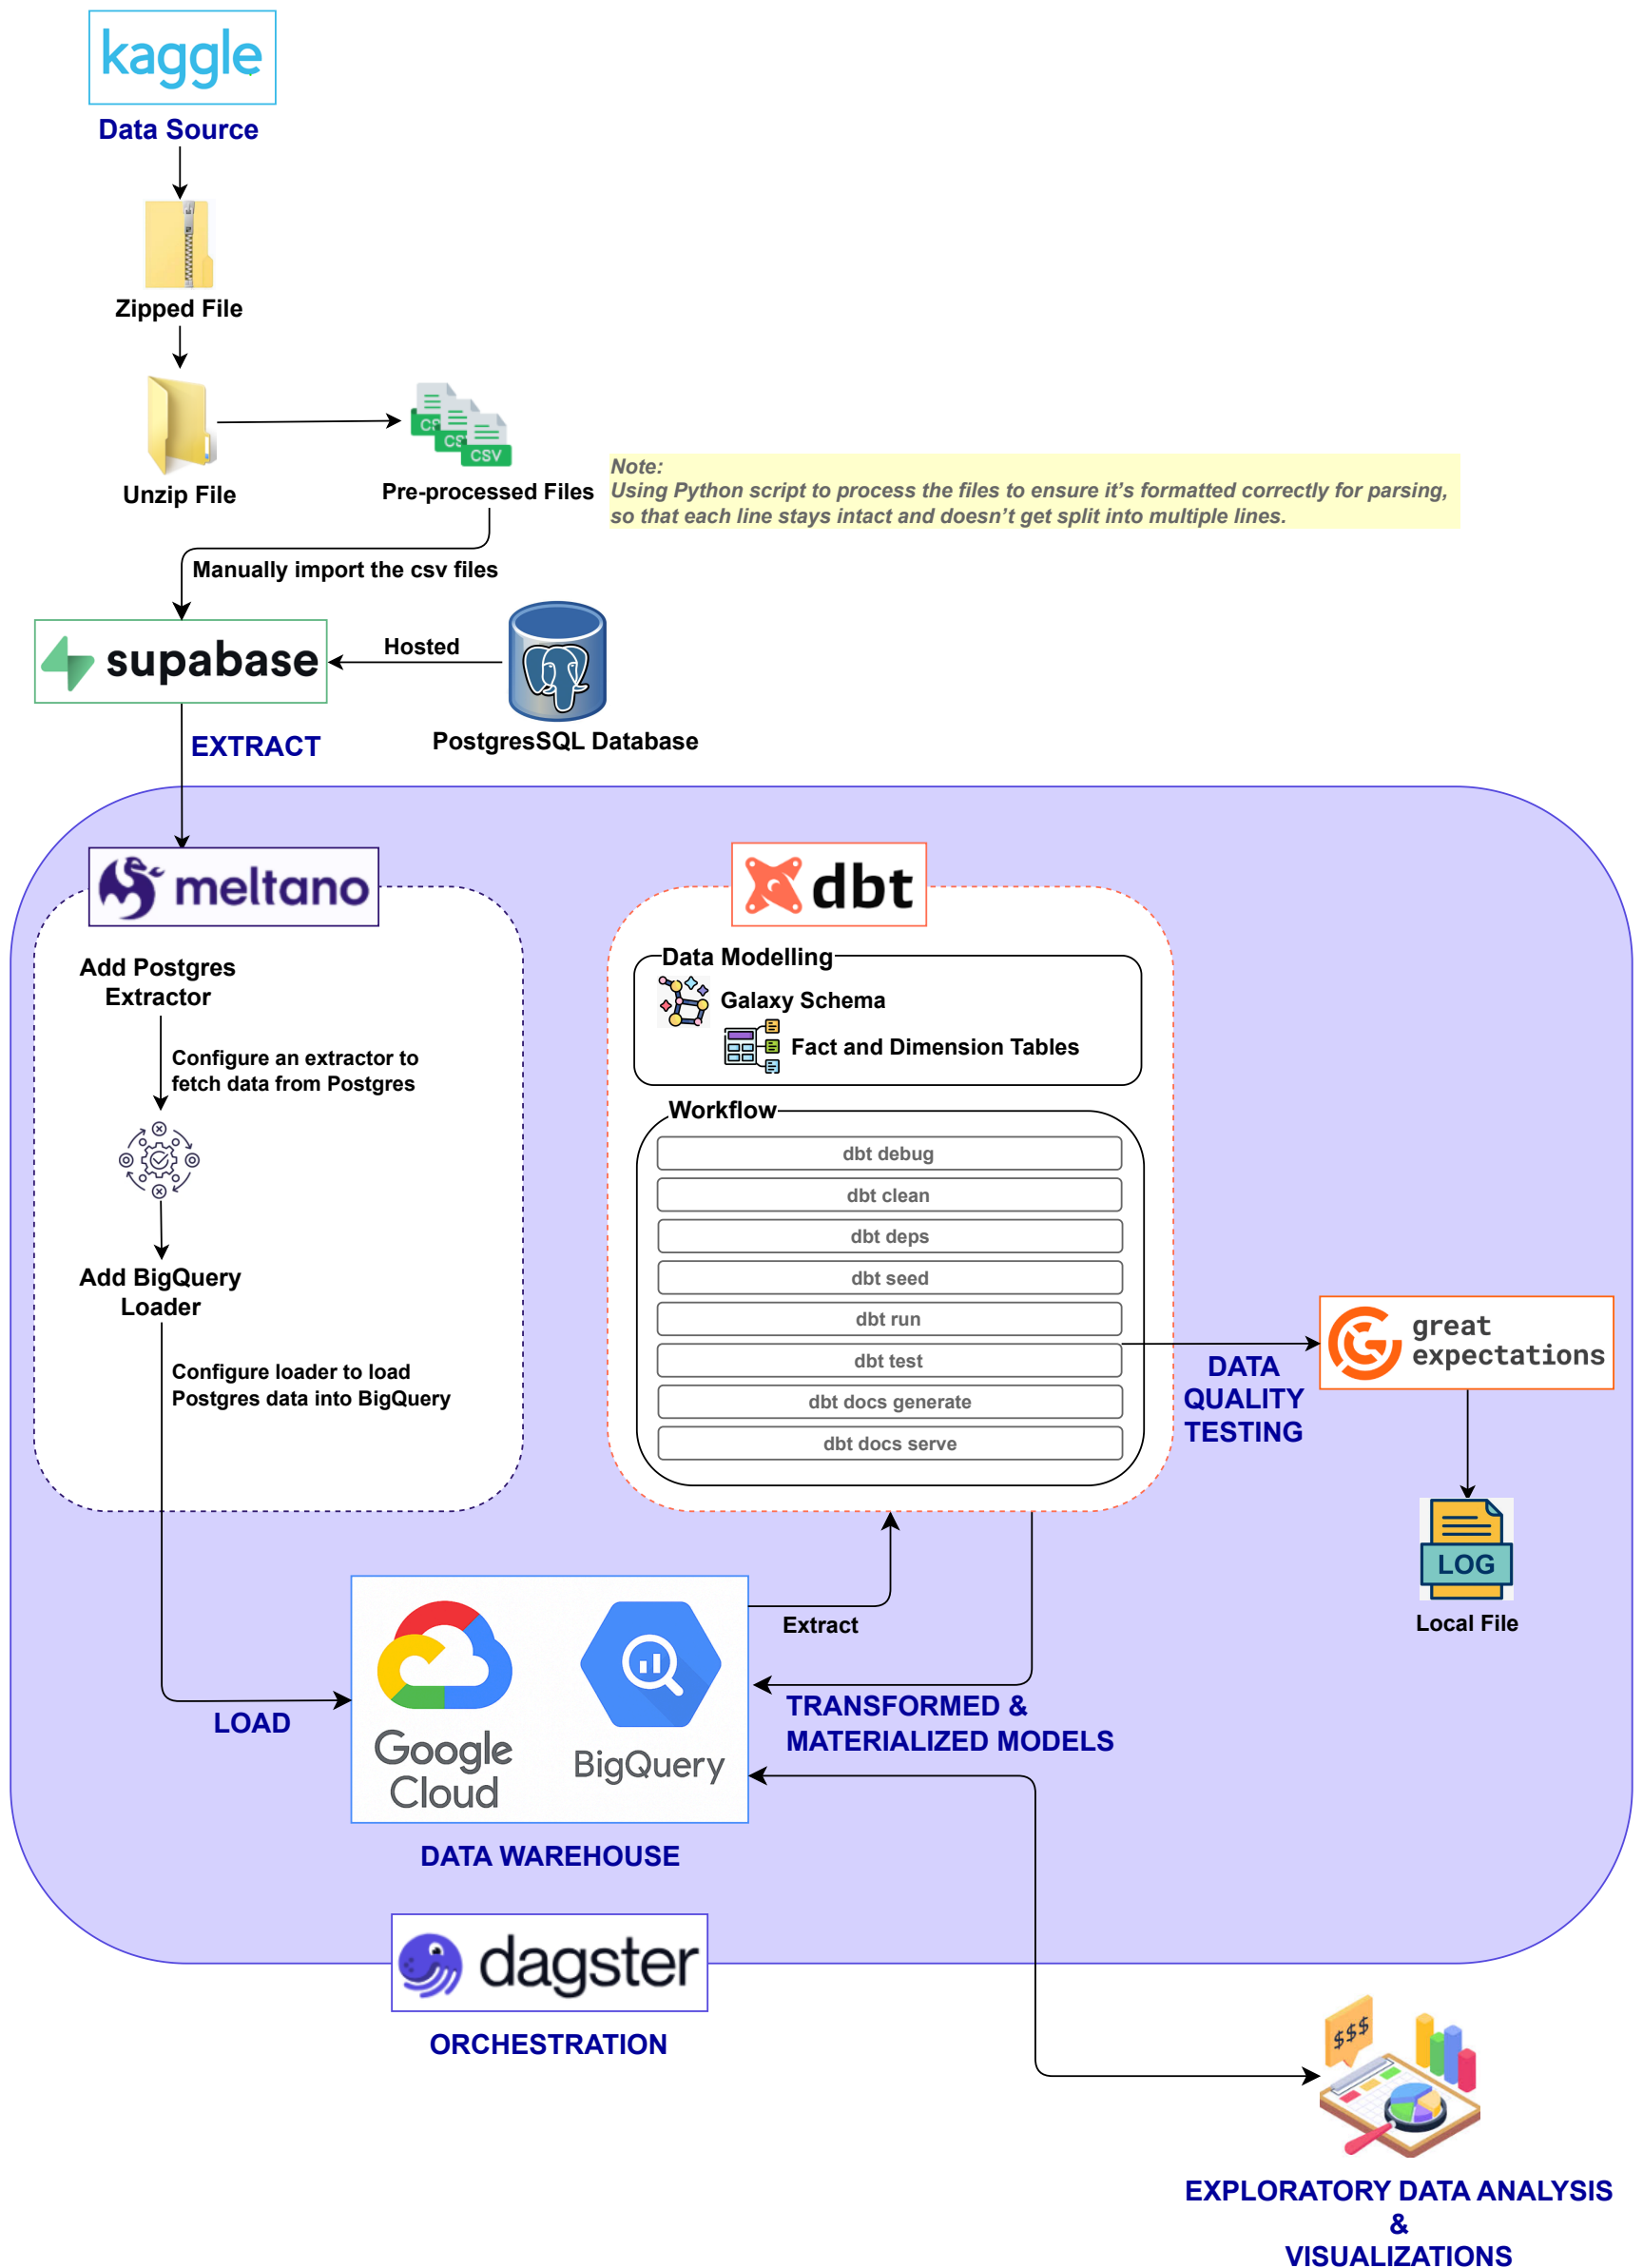 kaggle
Data Source
Zipped File
Unzip File
CSV
CSV
CSV
Pre-processed Files
Note:
Using Python script to process the files to ensure it's formatted correctly for parsing,
so that each line stays intact and doesn't get split into multiple lines.
Manually import the csv files
supabase
Hosted
PostgresSQL Database
EXTRACT
meltano
Add Postgres
Extractor
Configure an extractor to
fetch data from Postgres
Add BigQuery
Loader
Configure loader to load
Postgres data into BigQuery
dbt
Data Modelling
Galaxy Schema
Fact and Dimension Tables
Workflow
dbt debug
dbt clean
dbt deps
dbt seed
dbt run
dbt test
dbt docs generate
dbt docs serve
DATA
QUALITY
TESTING
great
expectations
LOG
Local File
Extract
LOAD
TRANSFORMED &
MATERIALIZED MODELS
Google
Cloud
BigQuery
DATA WAREHOUSE
dagster
ORCHESTRATION
$$$
EXPLORATORY DATA ANALYSIS
&
VISUALIZATIONS